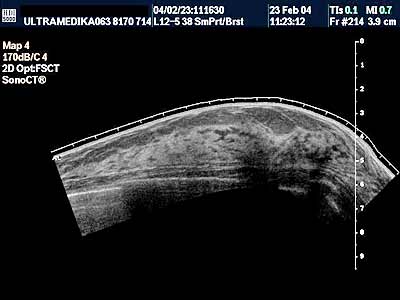 04/02/23:111630 23 Feb 04 TIs 0.1 MI 0.7
ULTRAMEDIKA063 8170 714 L12-5 38 SmPrt/Brst 11:23:12 Fr #214 3.9 cm
Map 4
170dB/C 4
2D Opt:FSCT
SonoCT®
0
1
2
3
4
5
6
7
8
9